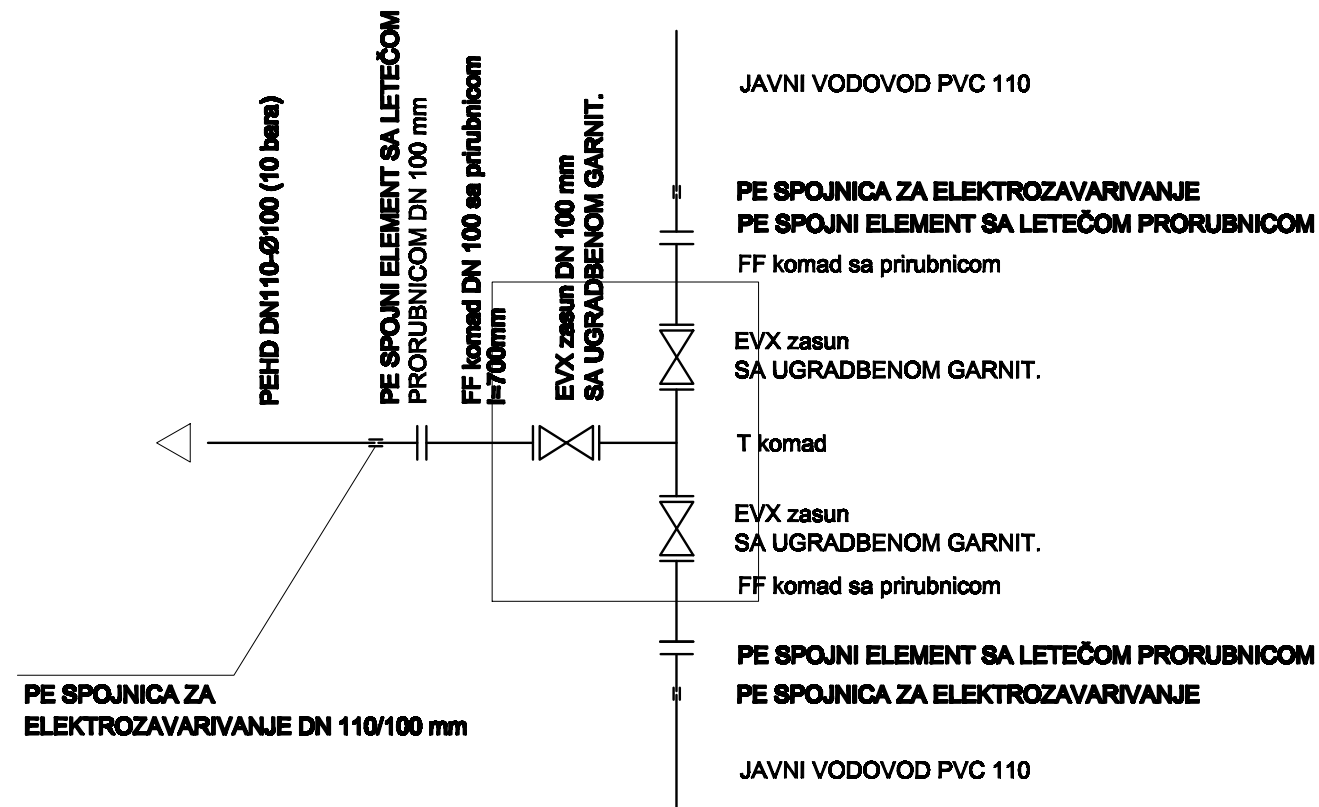 PEHD DN110-Ø100 (10 bara)
PE SPOJNI ELEMENT SA LETEČOM
PRORUBNICOM DN 100 mm
FF komad DN 100 sa prirubnicom
l=700mm
EVX zasun DN 100 mm
SA UGRADBENOM GARNIT.
JAVNI VODOVOD PVC 110
PE SPOJNICA ZA ELEKTROZAVARIVANJE
PE SPOJNI ELEMENT SA LETEČOM PRORUBNICOM
FF komad sa prirubnicom
EVX zasun
SA UGRADBENOM GARNIT.
T komad
EVX zasun
SA UGRADBENOM GARNIT.
FF komad sa prirubnicom
PE SPOJNI ELEMENT SA LETEČOM PRORUBNICOM
PE SPOJNICA ZA ELEKTROZAVARIVANJE
JAVNI VODOVOD PVC 110
PE SPOJNICA ZA
ELEKTROZAVARIVANJE DN 110/100 mm